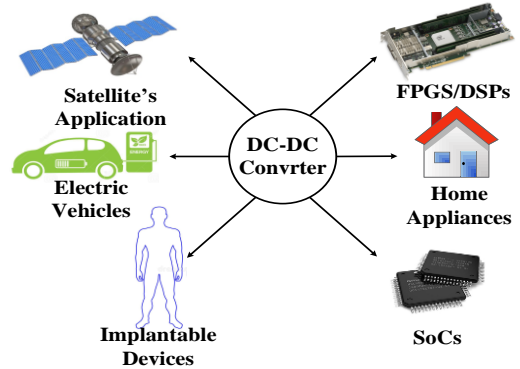 Satellite's
Application
FPGS/DSPs
DC-DC
Convrter
Electric
Vehicles
Home
Appliances
Implantable
Devices
SoCs